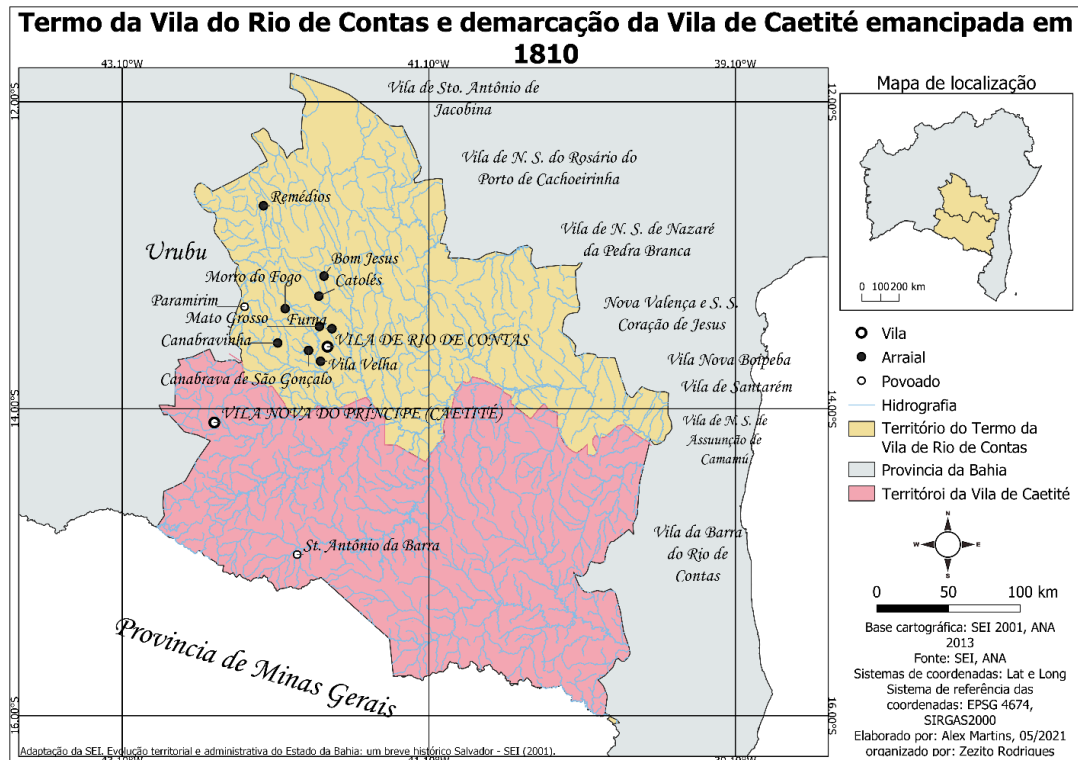 Termo da Vila do Rio de Contas e demarcação da Vila de Caetité emancipada em
1810
43.10°W
41.10°W
39.10°W
12.00°S
12.00°S
Vila de Sto. Antônio de
Jacobina
Vila de N. S. do Rosário do
Porto de Cachoeirinha
Remédios
Vila de N. S. de Nazaré
da Pedra Branca
Urubu
Bom Jesus
Morro do Fogo
Catolés
Paramirim
Mato Grosso
Furna
Nova Valença e S. S.
Coração de Jesus
Canabravinha
VILA DE RIO DE CONTAS
Vila Velha
Canabrava de São Gonçalo
Vila Nova Boipeba
Vila de Santarém
14.00°S
14.00°S
VILA NOVA DO PRÍNCIPE (CAETITÉ)
Vila de N. S. de
Assuunção de
Camamú
St. Antônio da Barra
Vila da Barra
do Rio de
Contas
Provincia de Minas Gerais
16.00°S
16.00°S
Adaptação da SEI. Evolução territorial e administrativa do Estado da Bahia: um breve histórico Salvador - SEI (2001).
43.10°W
41.10°W
39.10°W
Mapa de localização
0 100 200 km
Vila
Arraial
Povoado
Hidrografia
Território do Termo da
Vila de Rio de Contas
Provincia da Bahia
Territóroi da Vila de Caetité
N
W
E
S
0 50 100 km
Base cartográfica: SEI 2001, ANA
2013
Fonte: SEI, ANA
Sistemas de coordenadas: Lat e Long
Sistema de referência das
coordenadas: EPSG 4674,
SIRGAS2000
Elaborado por: Alex Martins, 05/2021
organizado por: Zezito Rodrigues